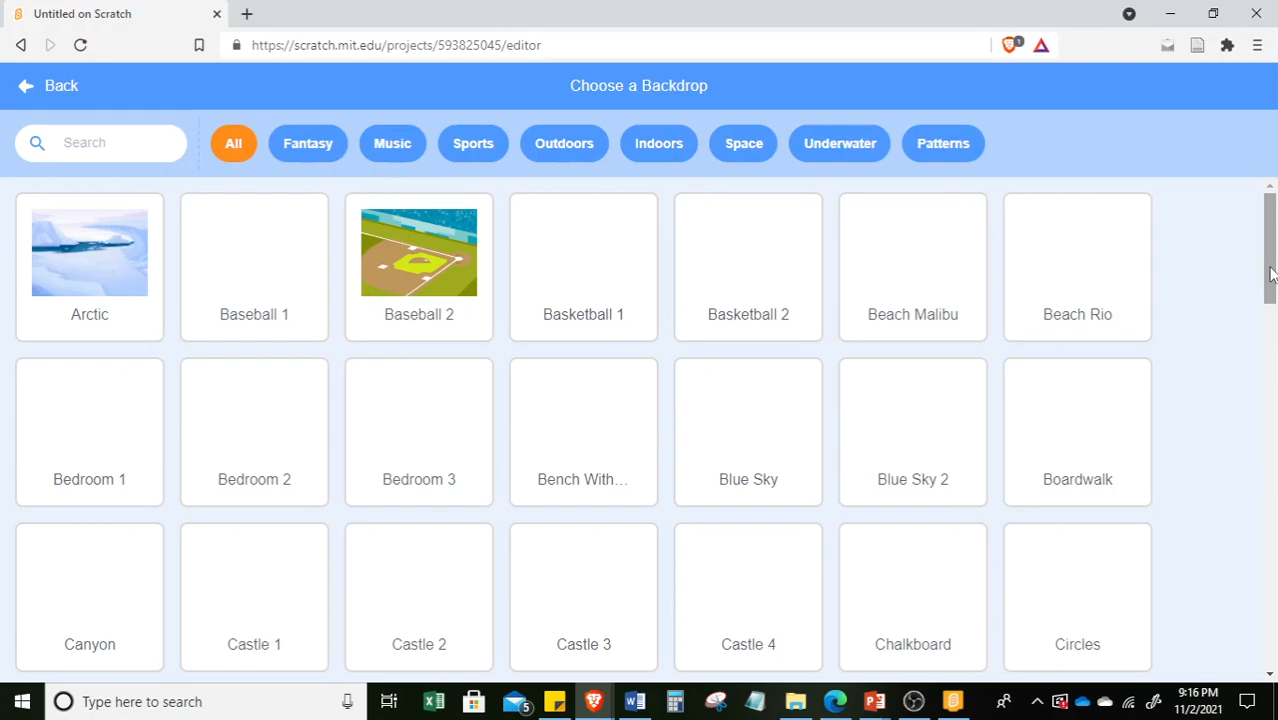 Untitled on Scratch
https://scratch.mit.edu/projects/593825045/editor
1
Back
Choose a Backdrop
Search
All
Fantasy
Music
Sports
Outdoors
Indoors
Space
Underwater
Patterns
Arctic
Baseball 1
Baseball 2
Basketball 1
Basketball 2
Beach Malibu
Beach Rio
Bedroom 1
Bedroom 2
Bedroom 3
Bench With...
Blue Sky
Blue Sky 2
Boardwalk
Canyon
Castle 1
Castle 2
Castle 3
Castle 4
Chalkboard
Circles
Type here to search
5
9:16 PM
11/2/2021